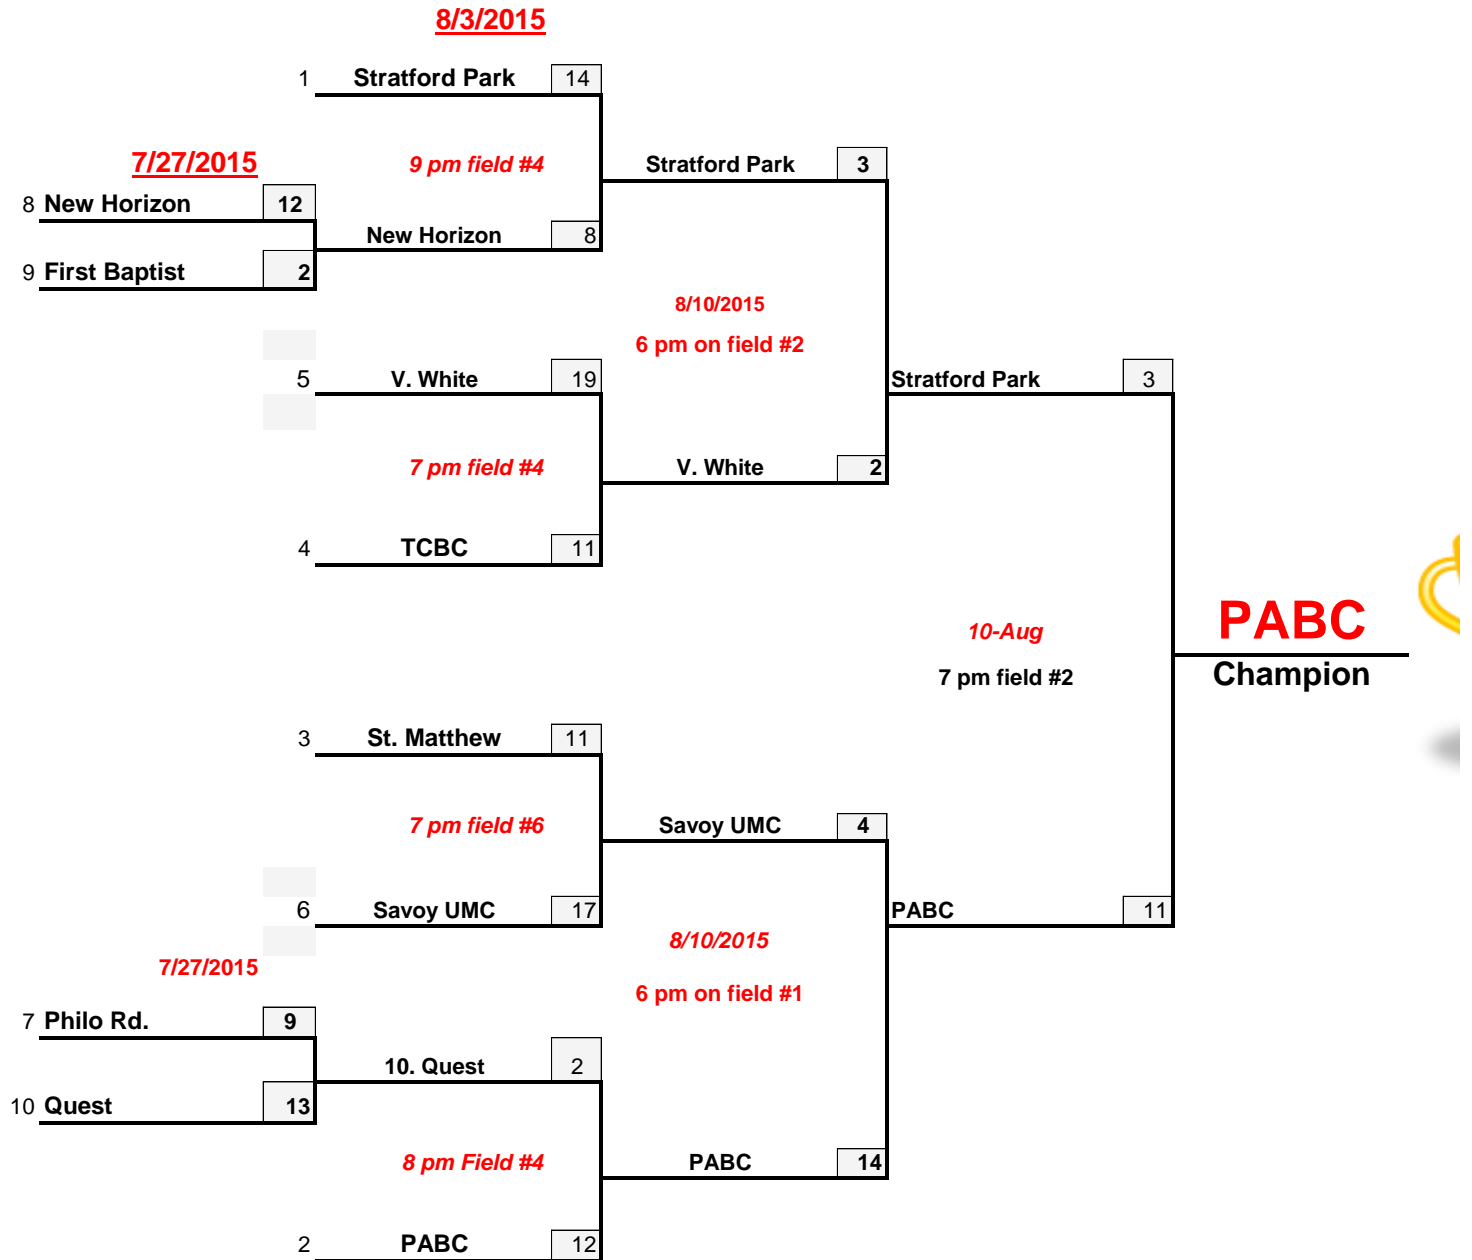 8/3/2015
1 Stratford Park 14
7/27/2015 9 pm field #4 Stratford Park 3
8 New Horizon 12
New Horizon 8
9 First Baptist 2
8/10/2015
6 pm on field #2
5 V. White 19 Stratford Park 3
7 pm field #4 V. White 2
4 TCBC 11
PABC
10-Aug
Champion
7 pm field #2
3 St. Matthew 11
7 pm field #6 Savoy UMC 4
6 Savoy UMC 17 PABC 11
8/10/2015
7/27/2015
6 pm on field #1
7 Philo Rd. 9
10. Quest 2
10 Quest 13
8 pm Field #4 PABC 14
2 PABC 12